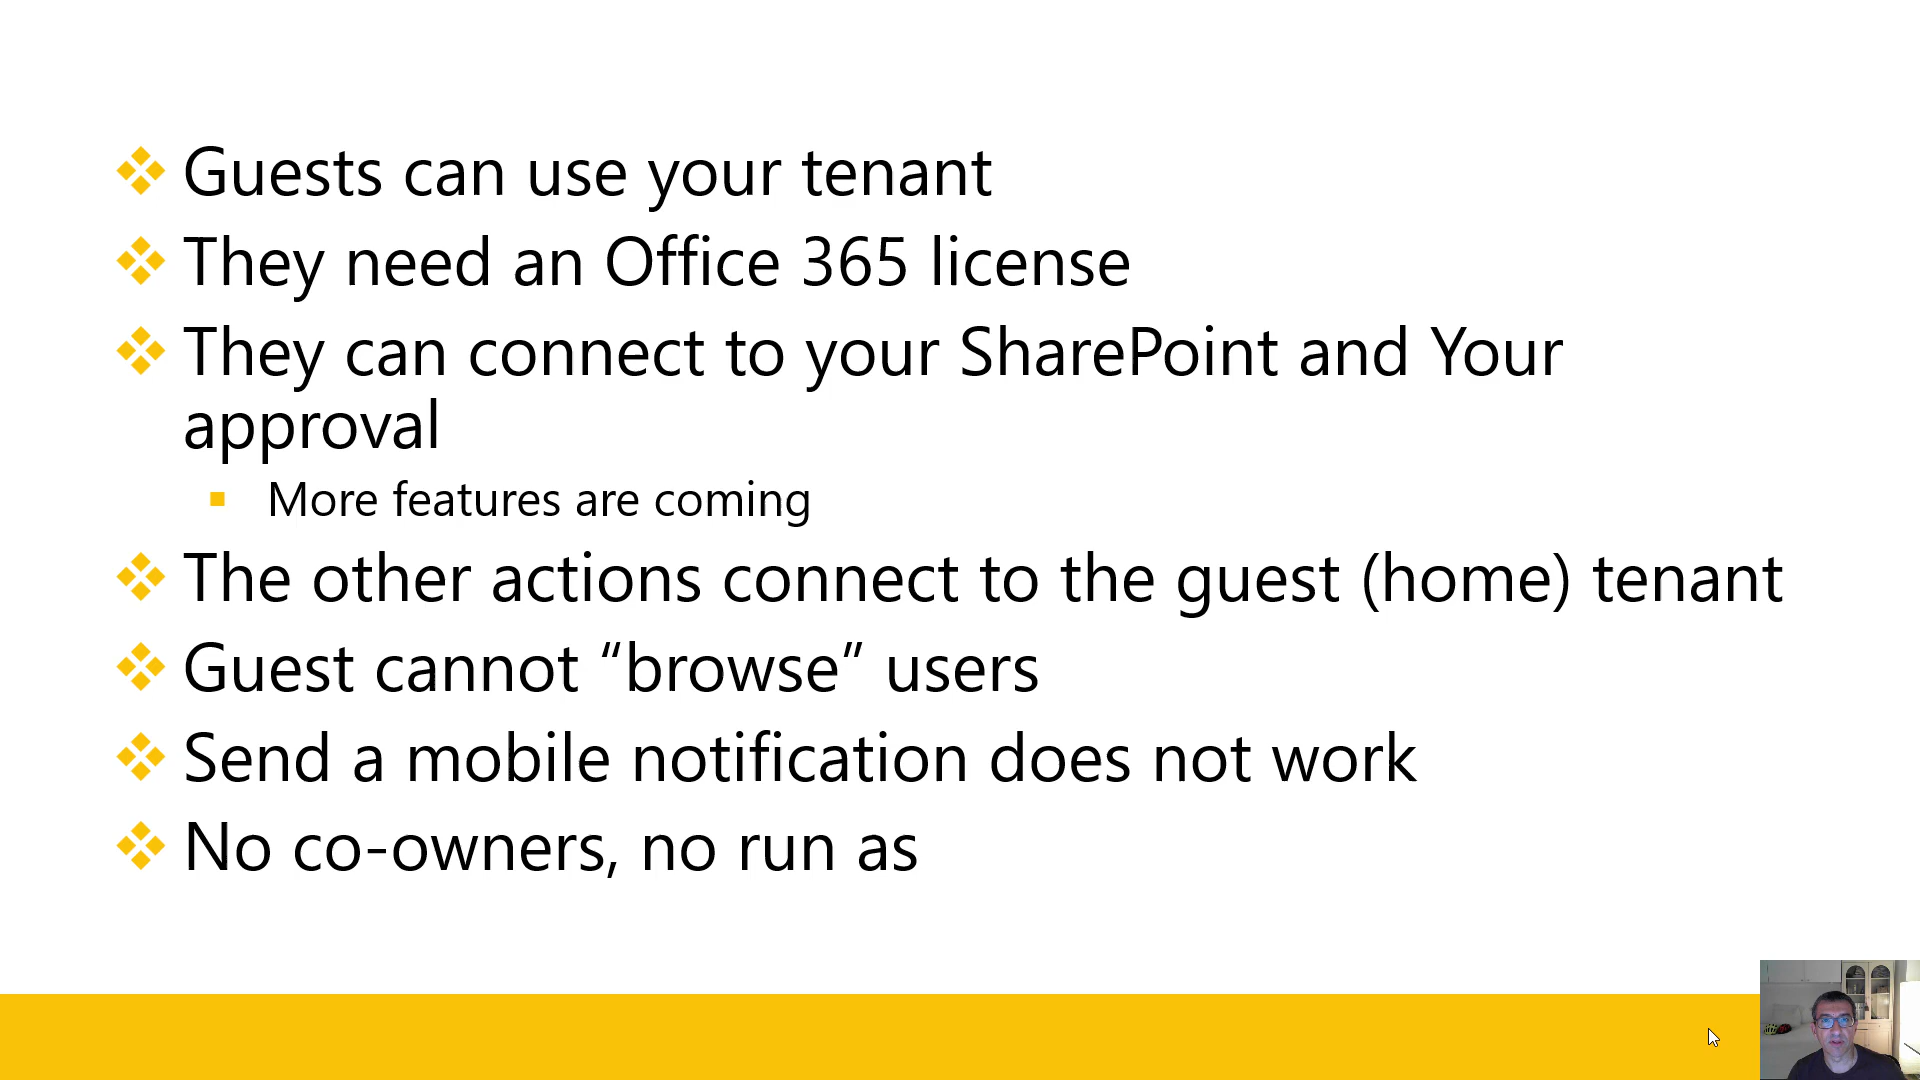 Guests can use your tenant
They need an Office 365 license
They can connect to your SharePoint and Your
approval
More features are coming
The other actions connect to the guest (home) tenant
Guest cannot “browse” users
Send a mobile notification does not work
No co-owners, no run as